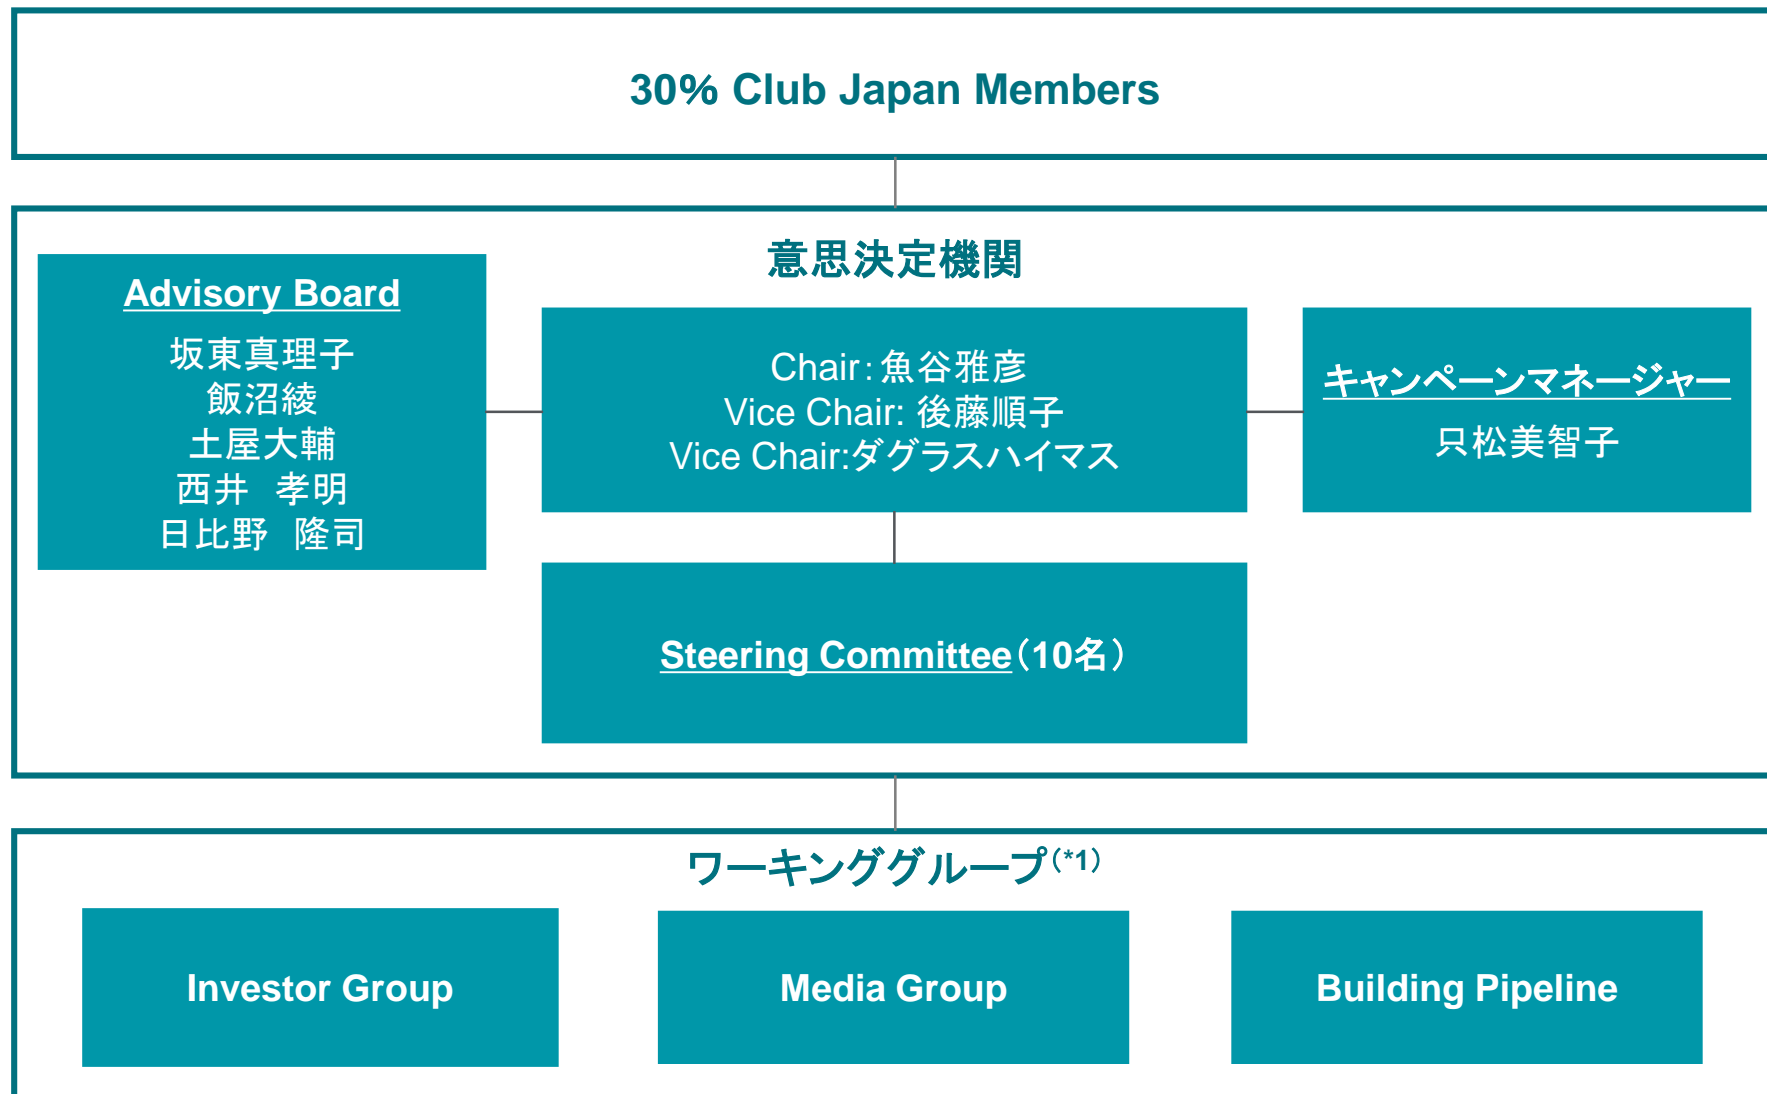 30% Club Japan Members
意思決定機関
Advisory Board
坂東真理子
飯沼綾
土屋大輔
西井　孝明
日比野　隆司
Chair：魚谷雅彦
Vice Chair: 後藤順子
Vice Chair:ダグラスハイマス
キャンペーンマネージャー
只松美智子
Steering Committee（10名）
ワーキンググループ(*1)
Investor Group
Media Group
Building Pipeline